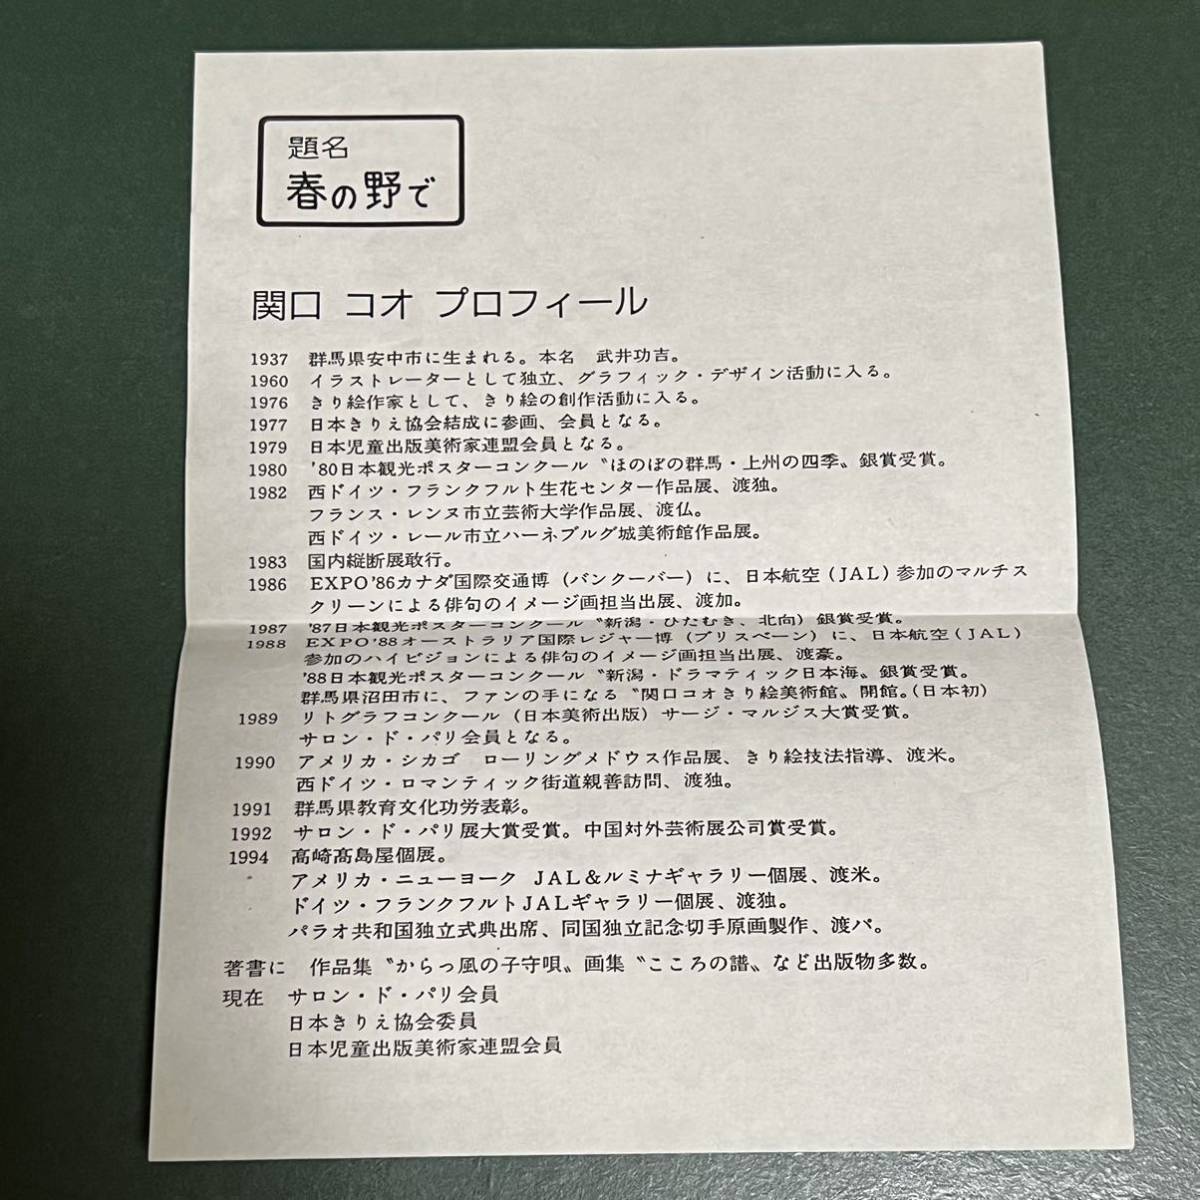 題名
春の野で
関口 コオ プロフィール
1937 群馬県安中市に生まれる。本名 武井功吉。
1960 イラストレーターとして独立、グラフィック・デザイン活動に入る。
1976 きり絵作家として、きり絵の創作活動に入る。
1977 日本きりえ協会結成に参画、会員となる。
1979 日本児童出版美術家連盟会員となる。
1980 '80日本観光ポスターコンクール〝ほのぼの群馬・上州の四季〟銀賞受賞。
1982 西ドイツ・フランクフルト生花センター作品展、渡独。
フランス・レンヌ市立芸術大学作品展、渡仏。
西ドイツ・レール市立ハーネブルグ城美術館作品展。
1983 国内縦断展敢行。
1986 EXPO'86カナダ国際交通博（バンクーバー）に、日本航空（JAL）参加のマルチス
クリーンによる俳句のイメージ画担当出展、渡加。
1987 '87日本観光ポスターコンクール〝新潟・ひたむき、北向〟銀賞受賞。
1988 EXPO'88オーストラリア国際レジャー博（ブリスベーン）に、日本航空（JAL）
参加のハイビジョンによる俳句のイメージ画担当出展、渡豪。
'88日本観光ポスターコンクール〝新潟・ドラマティック日本海〟銀賞受賞。
群馬県沼田市に、ファンの手になる〝関口コオきり絵美術館〟開館。（日本初）
1989 リトグラフコンクール（日本美術出版）サージ・マルジス大賞受賞。
サロン・ド・パリ会員となる。
1990 アメリカ・シカゴ ローリングメドウス作品展、きり絵技法指導、渡米。
西ドイツ・ロマンティック街道親善訪問、渡独。
1991 群馬県教育文化功労表彰。
1992 サロン・ド・パリ展大賞受賞。中国対外芸術展公司賞受賞。
1994 高崎髙島屋個展。
アメリカ・ニューヨーク JAL＆ルミナギャラリー個展、渡米。
ドイツ・フランクフルトJALギャラリー個展、渡独。
パラオ共和国独立式典出席、同国独立記念切手原画製作、渡パ。
著書に 作品集〝からっ風の子守唄〟画集〝こころの譜〟など出版物多数。
現在 サロン・ド・パリ会員
日本きりえ協会委員
日本児童出版美術家連盟会員